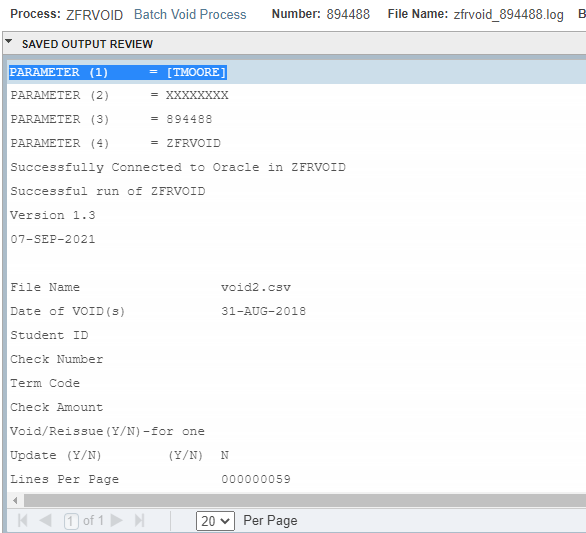 Process: ZFRVOID Batch Void Process Number: 894488 File Name: zfrvoid_894488.log B
SAVED OUTPUT REVIEW
PARAMETER (1) = [TMOORE]
PARAMETER (2) = XXXXXXXX
PARAMETER (3) = 894488
PARAMETER (4) = ZFRVOID
Successfully Connected to Oracle in ZFRVOID
Successful run of ZFRVOID
Version 1.3
07-SEP-2021
File Name void2.csv
Date of VOID(s) 31-AUG-2018
Student ID
Check Number
Term Code
Check Amount
Void/Reissue(Y/N)-for one
Update (Y/N) (Y/N) N
Lines Per Page 000000059
1 of 1 20 Per Page